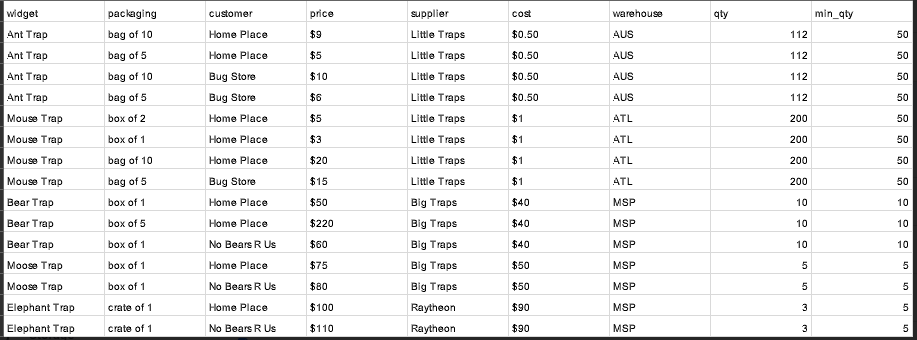 widget packaging customer price supplier cost warehouse qty min_qty
Ant Trap bag of 10 Home Place $9 Little Traps $0.50 AUS 112 50
Ant Trap bag of 5 Home Place $5 Little Traps $0.50 AUS 112 50
Ant Trap bag of 10 Bug Store $10 Little Traps $0.50 AUS 112 50
Ant Trap bag of 5 Bug Store $6 Little Traps $0.50 AUS 112 50
Mouse Trap box of 2 Home Place $5 Little Traps $1 ATL 200 50
Mouse Trap box of 1 Home Place $3 Little Traps $1 ATL 200 50
Mouse Trap bag of 10 Home Place $20 Little Traps $1 ATL 200 50
Mouse Trap bag of 5 Bug Store $15 Little Traps $1 ATL 200 50
Bear Trap box of 1 Home Place $50 Big Traps $40 MSP 10 10
Bear Trap box of 5 Home Place $220 Big Traps $40 MSP 10 10
Bear Trap box of 1 No Bears R Us $60 Big Traps $40 MSP 10 10
Moose Trap box of 1 Home Place $75 Big Traps $50 MSP 5 5
Moose Trap box of 1 No Bears R Us $80 Big Traps $50 MSP 5 5
Elephant Trap crate of 1 Home Place $100 Raytheon $90 MSP 3 5
Elephant Trap crate of 1 No Bears R Us $110 Raytheon $90 MSP 3 5